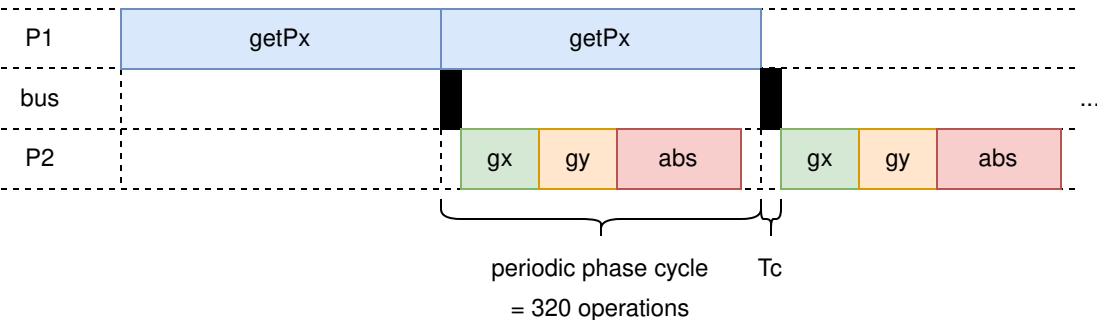 P1 getPx getPx
bus ...
P2 gx gy abs gx gy abs
periodic phase cycle Tc
= 320 operations